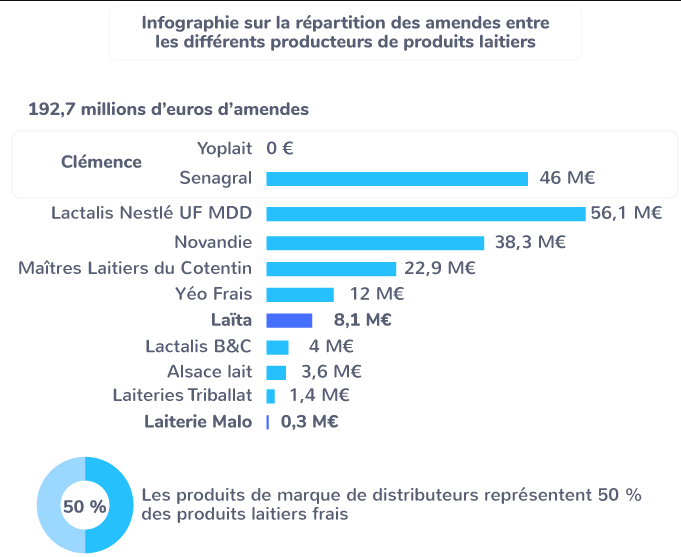 Infographie sur la répartition des amendes entre
les différents producteurs de produits laitiers
192,7 millions d’euros d’amendes
Clémence
Yoplait 0 €
Senagral 46 M€
Lactalis Nestlé UF MDD 56,1 M€
Novandie 38,3 M€
Maîtres Laitiers du Cotentin 22,9 M€
Yéo Frais 12 M€
Laïta 8,1 M€
Lactalis B&C 4 M€
Alsace lait 3,6 M€
Laiteries Triballat 1,4 M€
Laiterie Malo 0,3 M€
50 %
Les produits de marque de distributeurs représentent 50 %
des produits laitiers frais